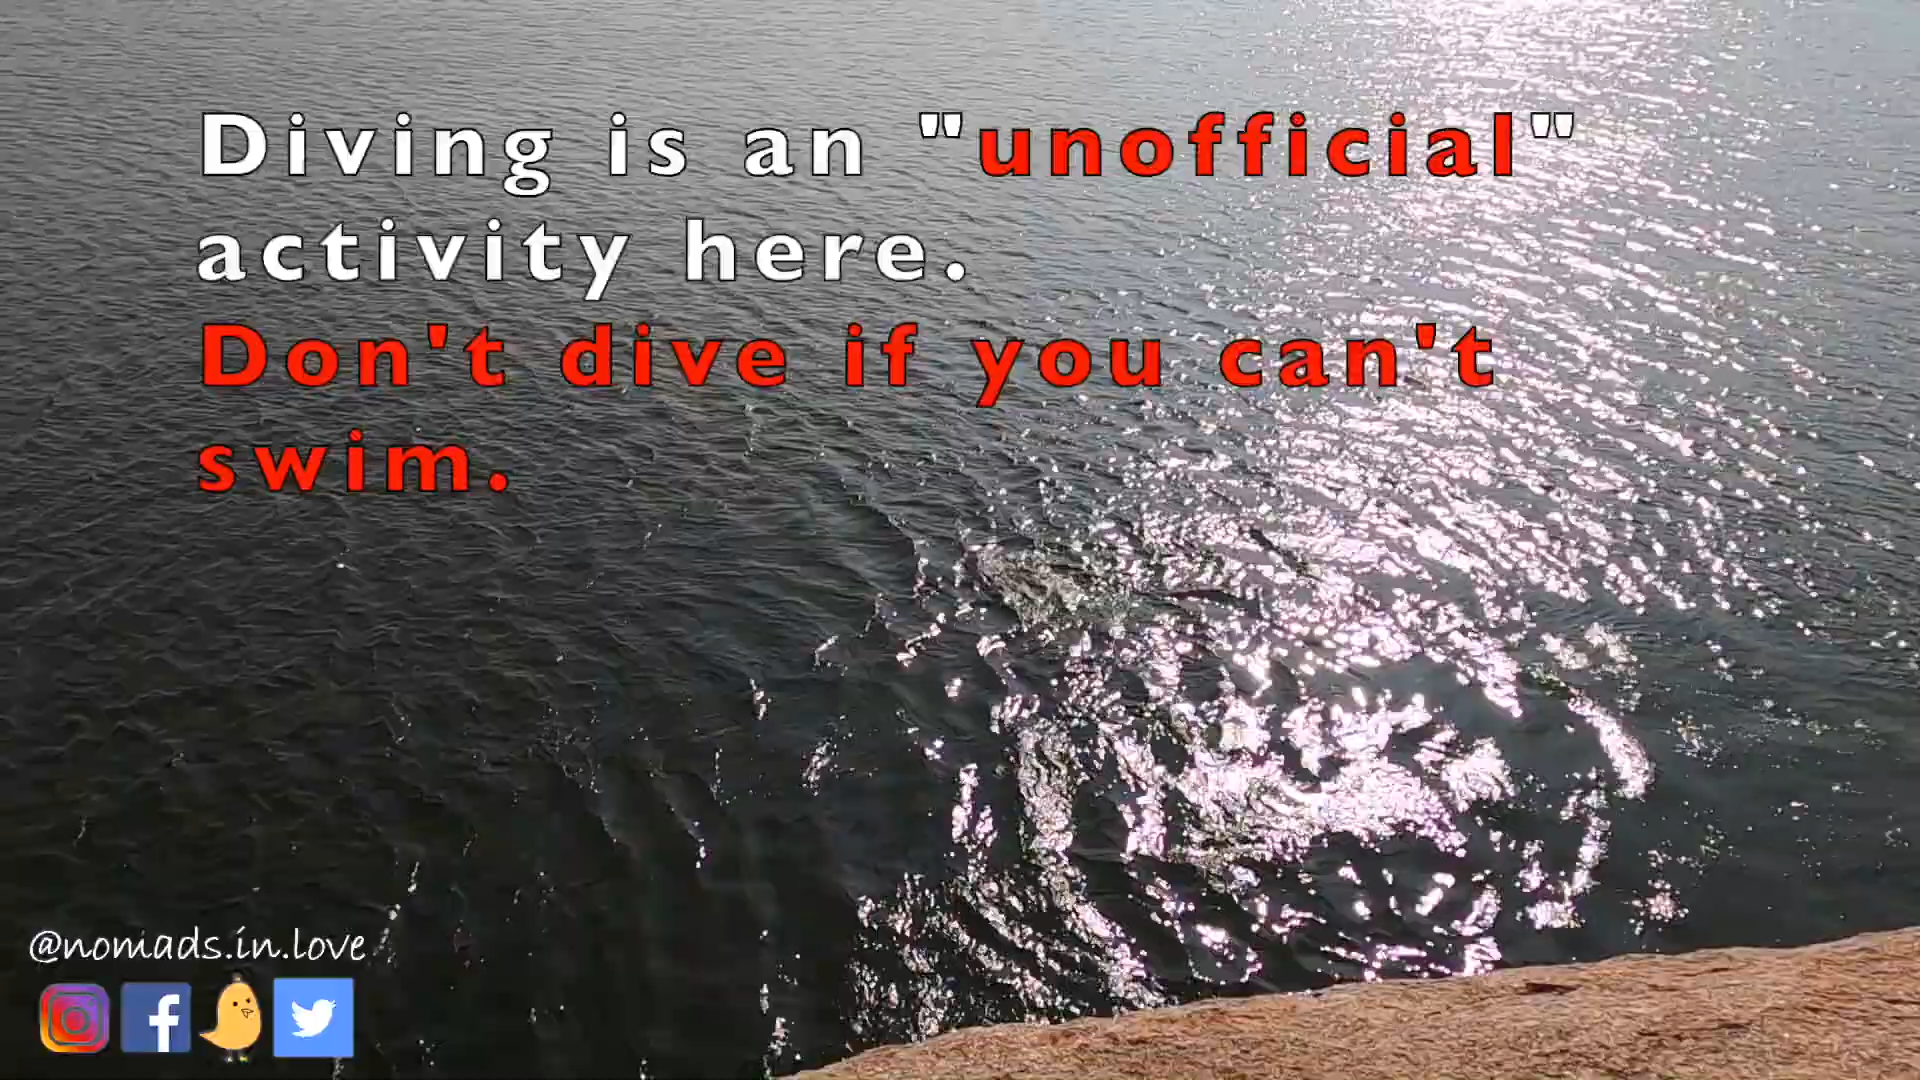 Diving is an "unofficial"
activity here.
Don't dive if you can't
swim.
@nomads.in.love